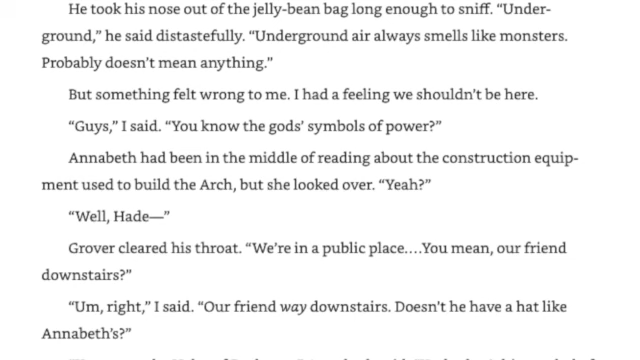 He took his nose out of the jelly-bean bag long enough to sniff. “Under-
ground,” he said distastefully. “Underground air always smells like monsters.
Probably doesn’t mean anything.”
But something felt wrong to me. I had a feeling we shouldn’t be here.
“Guys,” I said. “You know the gods’ symbols of power?”
Annabeth had been in the middle of reading about the construction equip-
ment used to build the Arch, but she looked over. “Yeah?”
“Well, Hade—”
Grover cleared his throat. “We’re in a public place.…You mean, our friend
downstairs?”
“Um, right,” I said. “Our friend way downstairs. Doesn’t he have a hat like
Annabeth’s?”